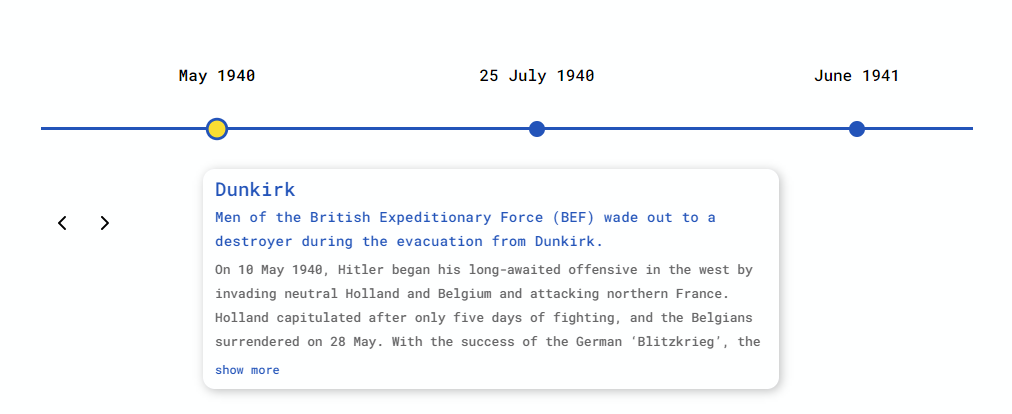 May 1940
25 July 1940
June 1941
Dunkirk
Men of the British Expeditionary Force (BEF) wade out to a
destroyer during the evacuation from Dunkirk.
On 10 May 1940, Hitler began his long-awaited offensive in the west by
invading neutral Holland and Belgium and attacking northern France.
Holland capitulated after only five days of fighting, and the Belgians
surrendered on 28 May. With the success of the German ‘Blitzkrieg’, the
show more